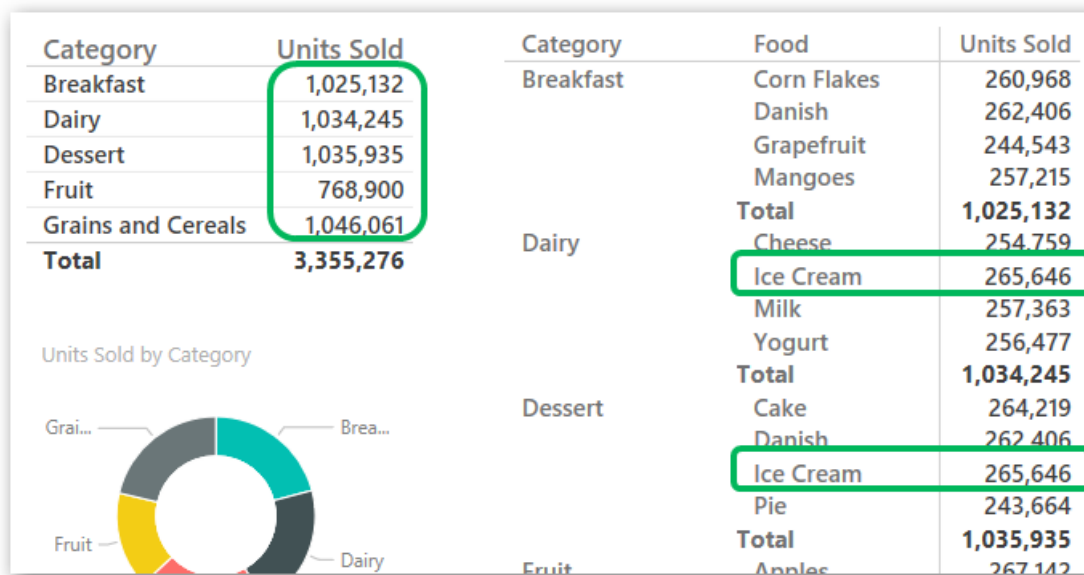 Category Units Sold
Breakfast 1,025,132
Dairy 1,034,245
Dessert 1,035,935
Fruit 768,900
Grains and Cereals 1,046,061
Total 3,355,276
Units Sold by Category
Grai...
Brea...
Fruit
Dairy
Category Food Units Sold
Breakfast Corn Flakes 260,968
Danish 262,406
Grapefruit 244,543
Mangoes 257,215
Total 1,025,132
Dairy Cheese 254,759
Ice Cream 265,646
Milk 257,363
Yogurt 256,477
Total 1,034,245
Dessert Cake 264,219
Danish 262,406
Ice Cream 265,646
Pie 243,664
Total 1,035,935
Fruit Apples 267,142